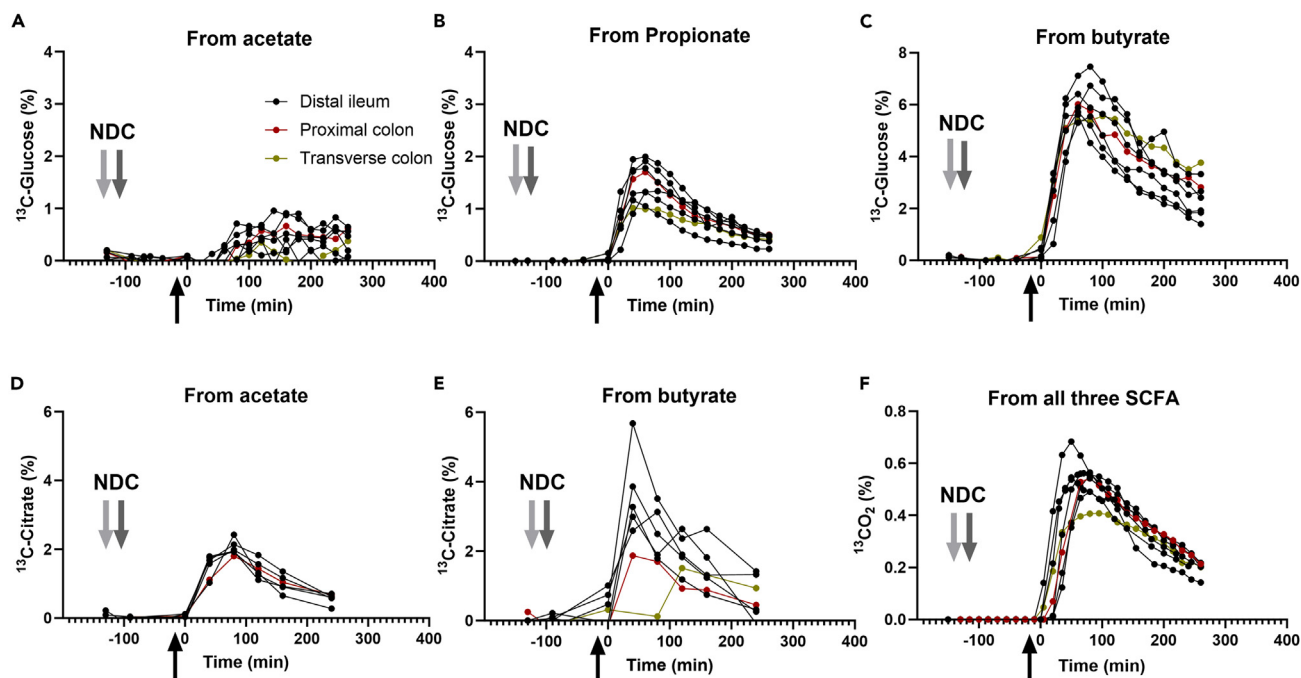 A
From acetate
4
3
2
1
0
¹³C-Glucose (%)
NDC
Distal ileum
Proximal colon
Transverse colon
-100 0 100 200 300 400
Time (min)
B
From Propionate
4
3
2
1
0
¹³C-Glucose (%)
NDC
-100 0 100 200 300 400
Time (min)
C
From butyrate
8
6
4
2
0
¹³C-Glucose (%)
NDC
-100 0 100 200 300 400
Time (min)
D
From acetate
6
4
2
0
¹³C-Citrate (%)
NDC
-100 0 100 200 300 400
Time (min)
E
From butyrate
6
4
2
0
¹³C-Citrate (%)
NDC
-100 0 100 200 300 400
Time (min)
F
From all three SCFA
0.8
0.6
0.4
0.2
0.0
¹³CO₂ (%)
NDC
-100 0 100 200 300 400
Time (min)